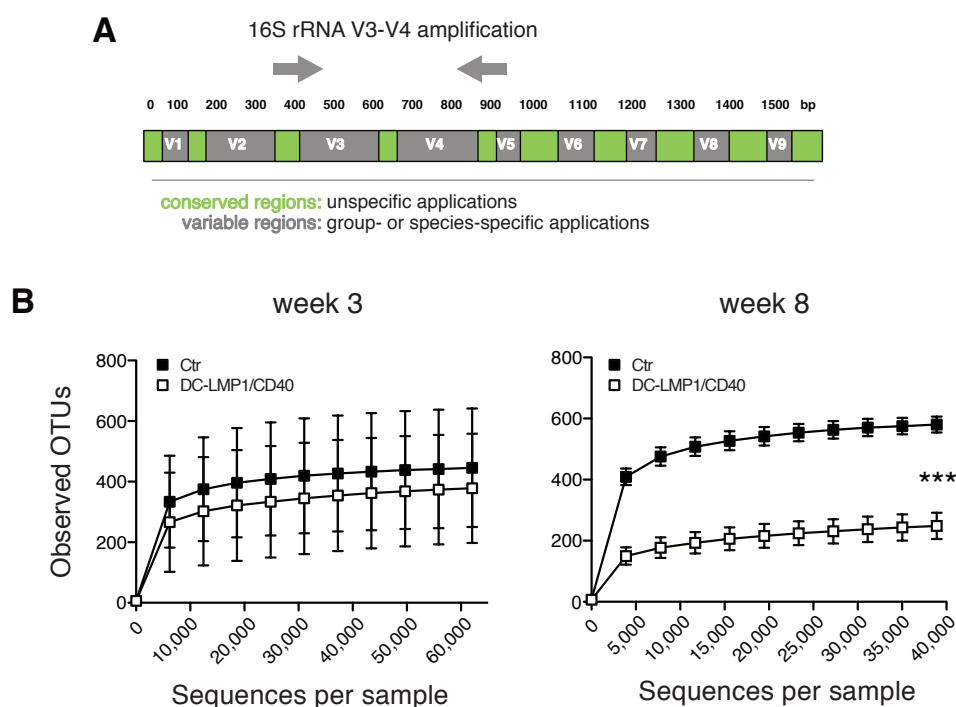 A
16S rRNA V3-V4 amplification
0 100 200 300 400 500 600 700 800 900 1000 1100 1200 1300 1400 1500 bp
V1 V2 V3 V4 V5 V6 V7 V8 V9
conserved regions: unspecific applications
variable regions: group- or species-specific applications
B
week 3
Observed OTUs
800
600
400
200
0
Ctr
DC-LMP1/CD40
0 10,000 20,000 30,000 40,000 50,000 60,000
Sequences per sample
week 8
800
600
400
200
0
Ctr
DC-LMP1/CD40
***
0 5,000 10,000 15,000 20,000 25,000 30,000 35,000 40,000
Sequences per sample